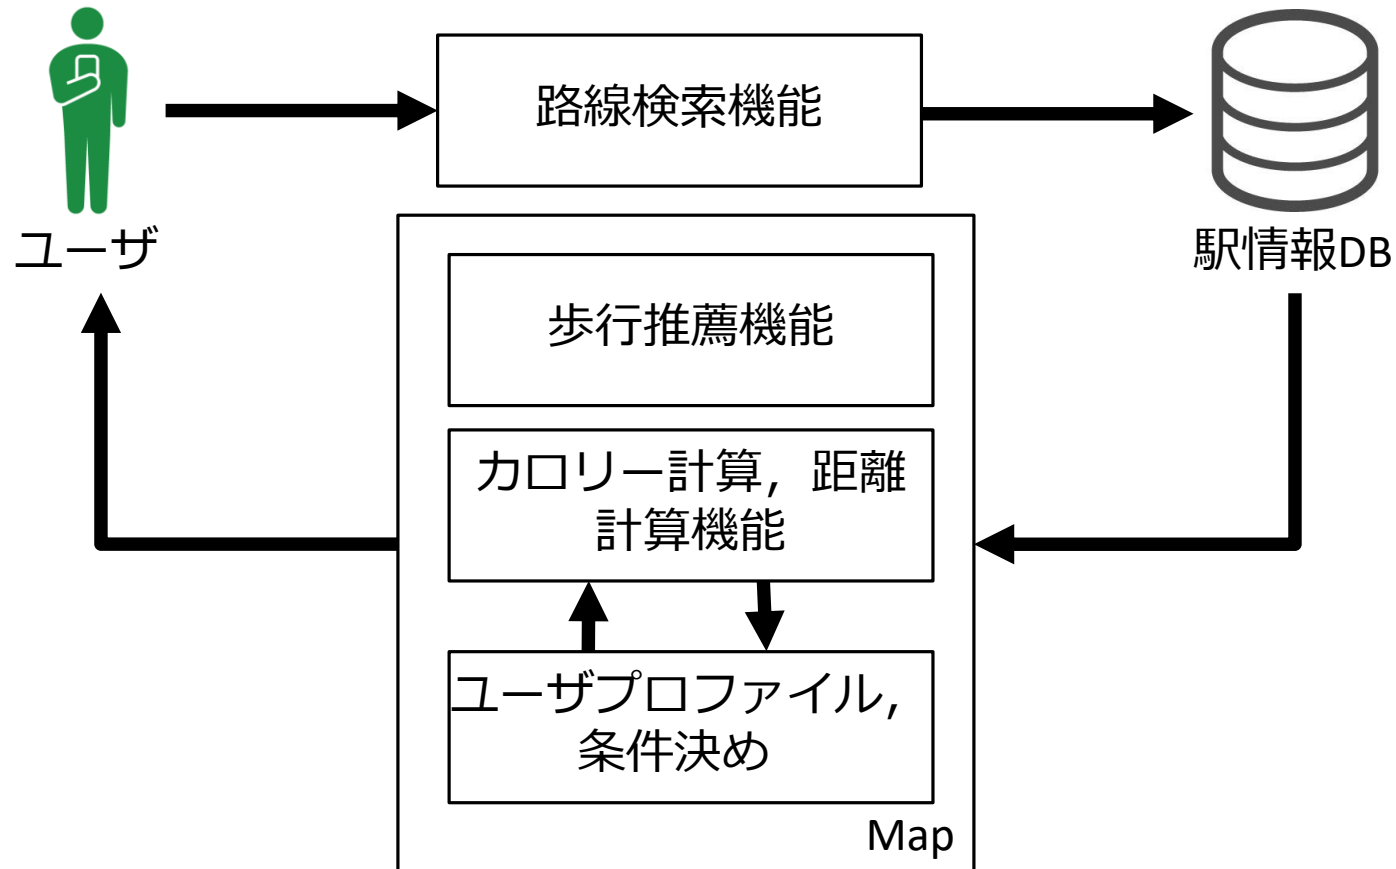 路線検索機能
ユーザ
駅情報DB
歩行推薦機能
カロリー計算，距離
計算機能
ユーザプロファイル，
条件決め
Map